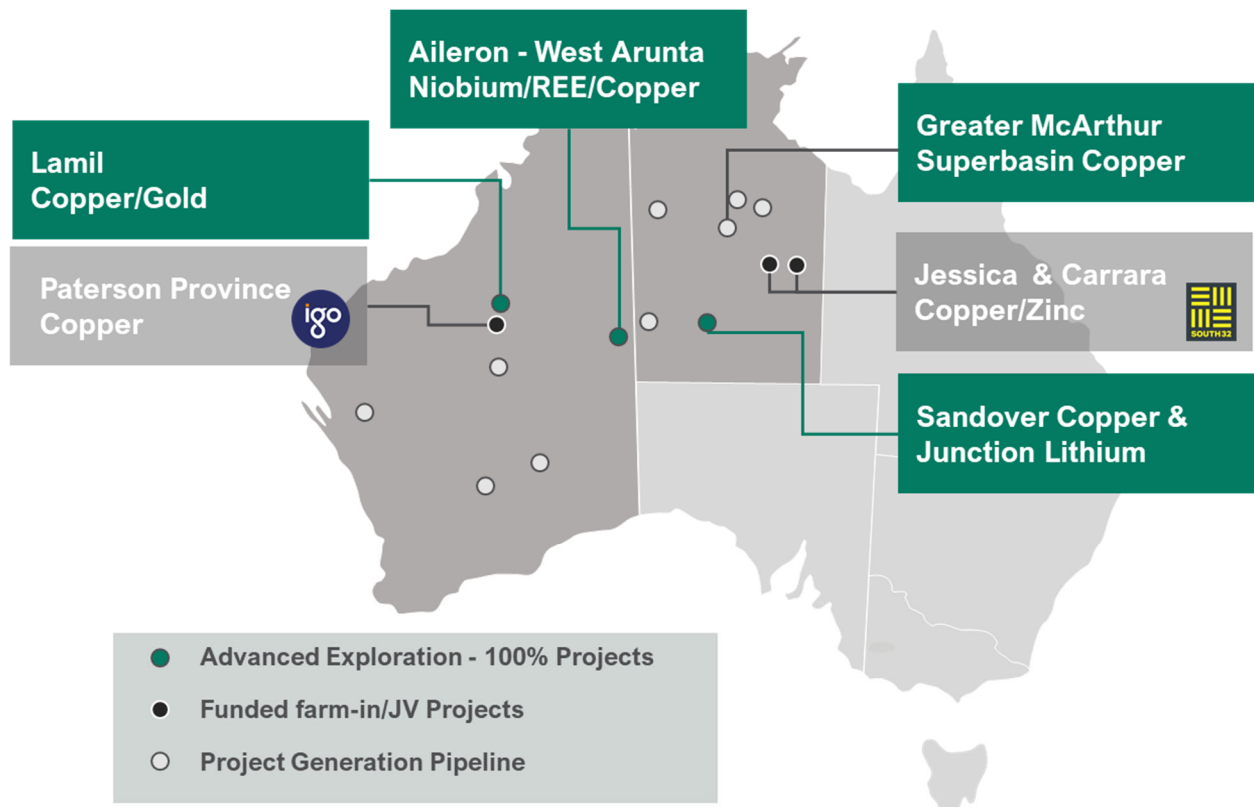 Aileron - West Arunta
Niobium/REE/Copper
Lamil
Copper/Gold
Greater McArthur
Superbasin Copper
Paterson Province
Copper
igo
Jessica & Carrara
Copper/Zinc
SOUTH32
Sandover Copper &
Junction Lithium
Advanced Exploration - 100% Projects
Funded farm-in/JV Projects
Project Generation Pipeline